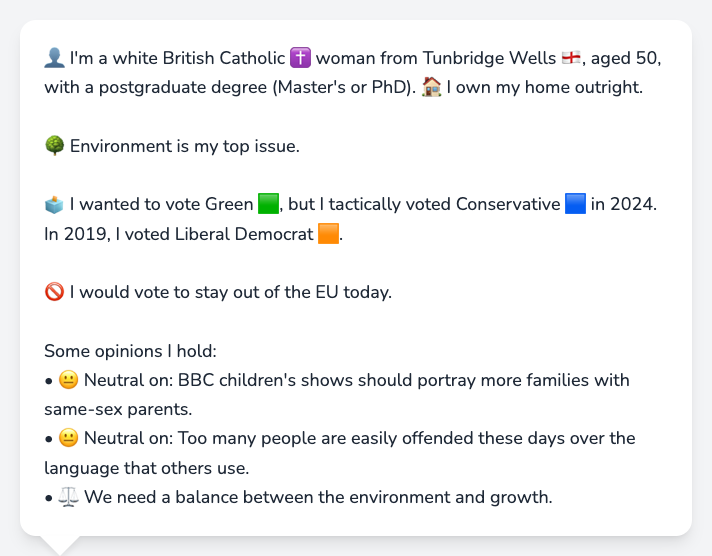 👤 I'm a white British Catholic ✝️ woman from Tunbridge Wells 🏴󠁧󠁢󠁥󠁮󠁧󠁿, aged 50,
with a postgraduate degree (Master's or PhD). 🏠 I own my home outright.
🌳 Environment is my top issue.
🗳️ I wanted to vote Green 🟩, but I tactically voted Conservative 🟦 in 2024.
In 2019, I voted Liberal Democrat 🟧.
🚫 I would vote to stay out of the EU today.
Some opinions I hold:
• 😐 Neutral on: BBC children's shows should portray more families with
same-sex parents.
• 😐 Neutral on: Too many people are easily offended these days over the
language that others use.
• ⚖️ We need a balance between the environment and growth.